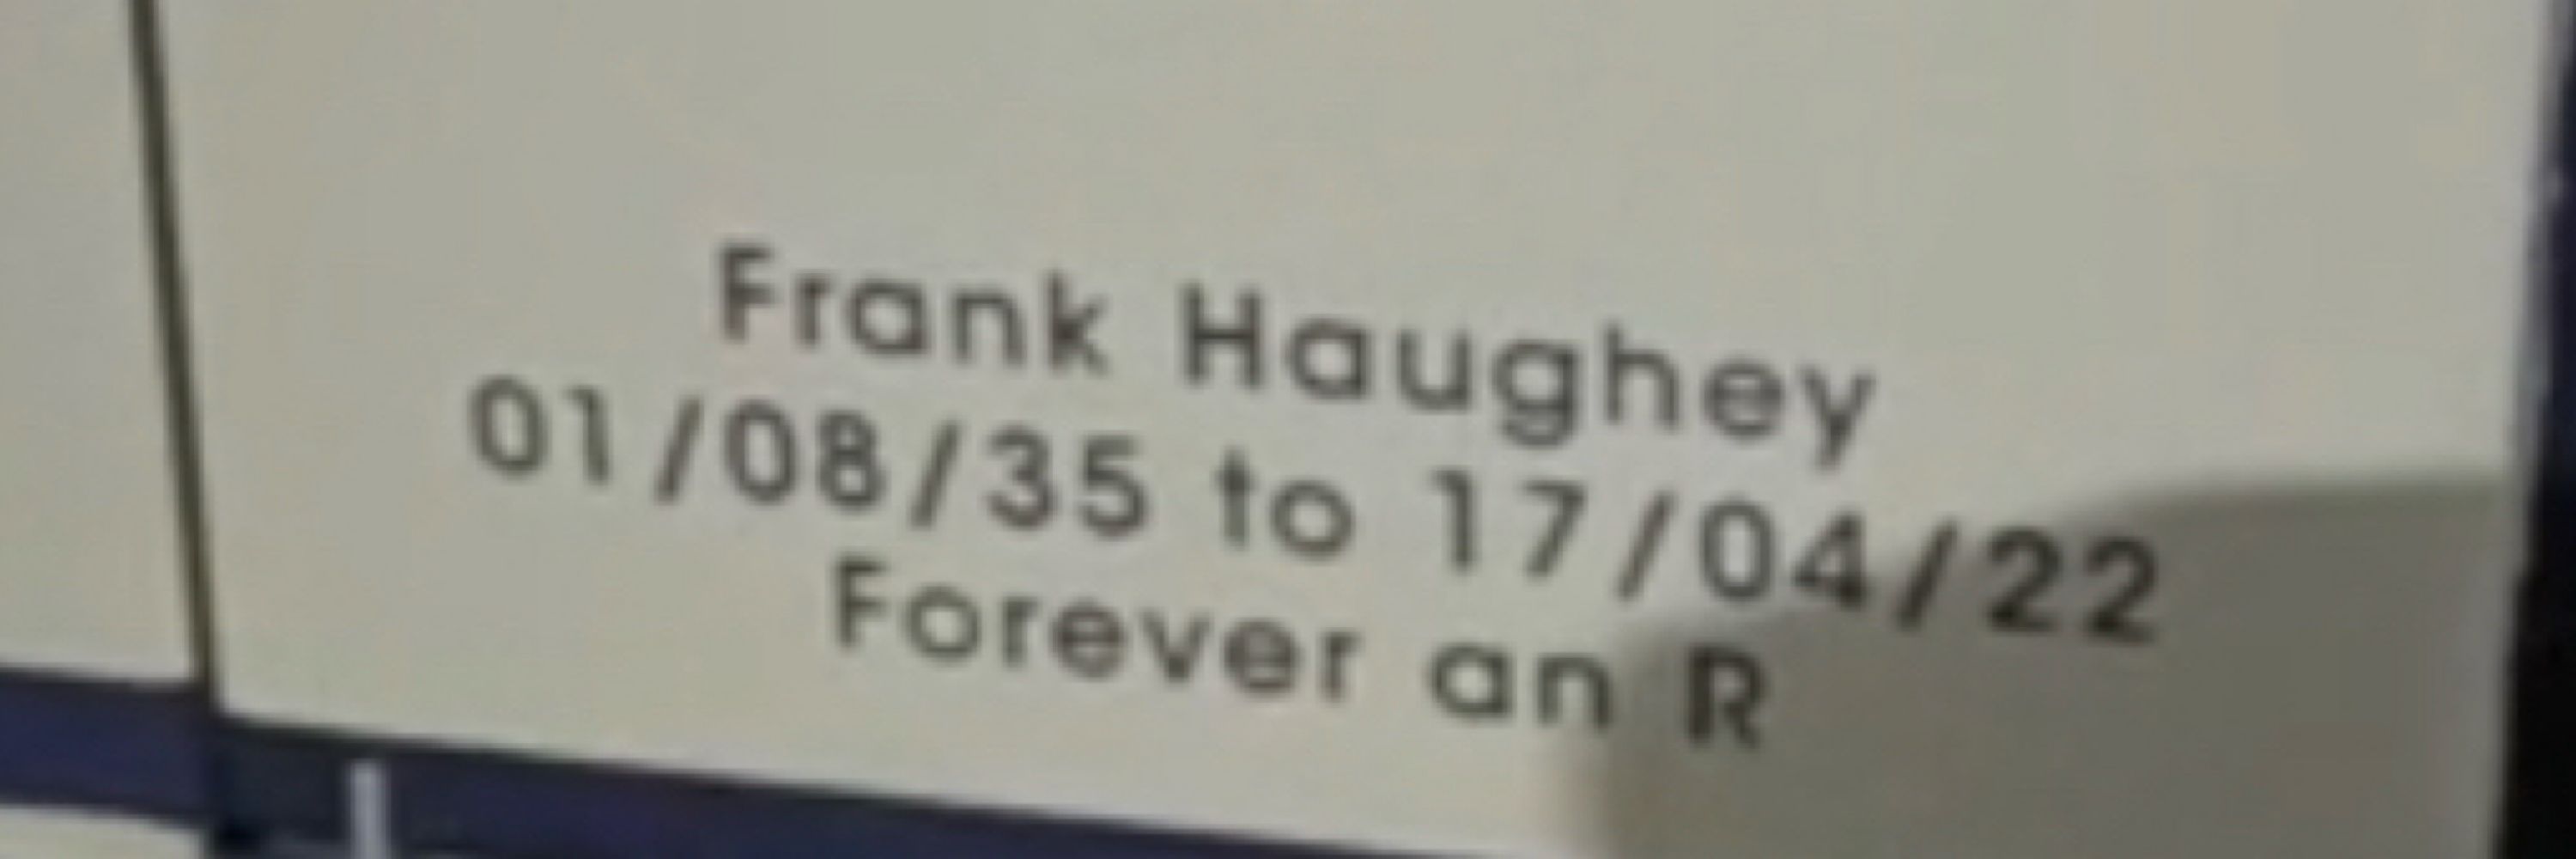 Frank Haughey
01/08/35 to 17/04/22
Forever an R